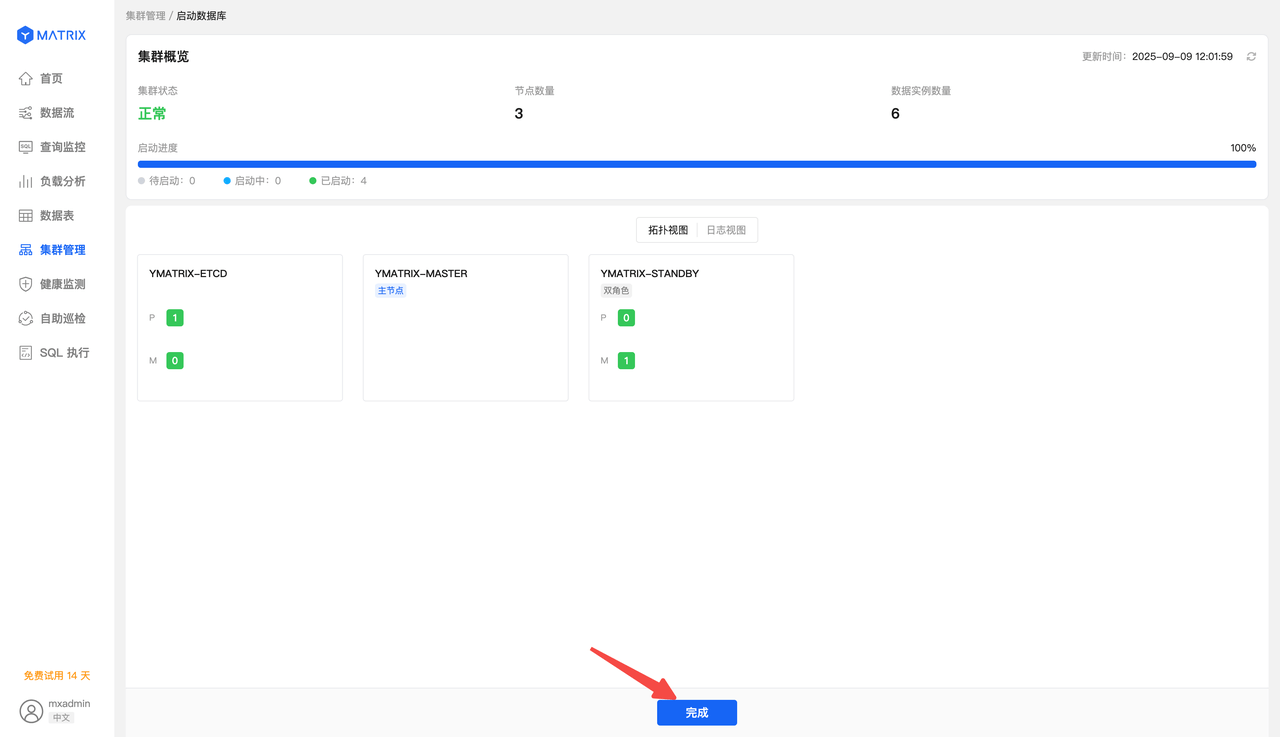 MATRIX
首页
数据流
查询监控
负载分析
数据表
集群管理
健康监测
自助巡检
SQL 执行
免费试用 14 天
mxadmin
中文
集群管理 / 启动数据库
集群概览
更新时间: 2025-09-09 12:01:59
集群状态 节点数量 数据实例数量
正常 3 6
启动进度 100%
待启动: 0 启动中: 0 已启动: 4
拓扑视图 日志视图
YMATRIX-ETCD
P 1
M 0
YMATRIX-MASTER
主节点
YMATRIX-STANDBY
双角色
P 0
M 1
完成